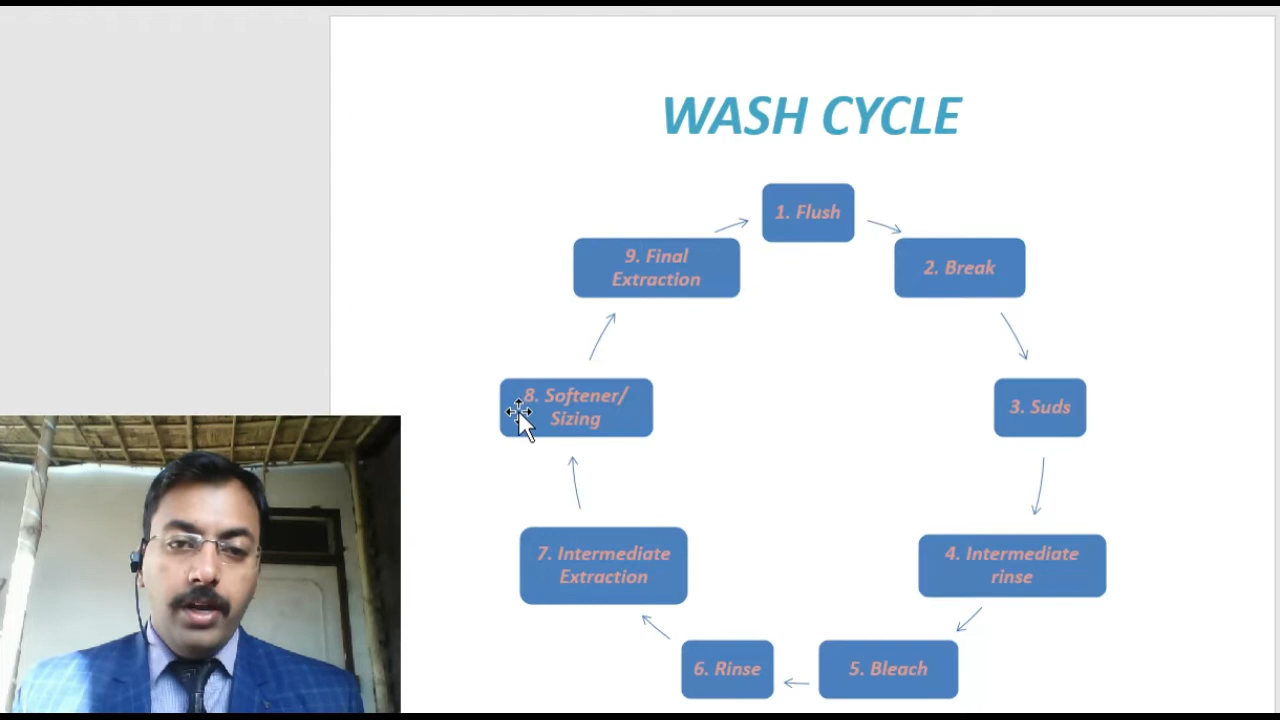 WASH CYCLE
1. Flush
2. Break
3. Suds
4. Intermediate
rinse
5. Bleach
6. Rinse
7. Intermediate
Extraction
8. Softener/
Sizing
9. Final
Extraction